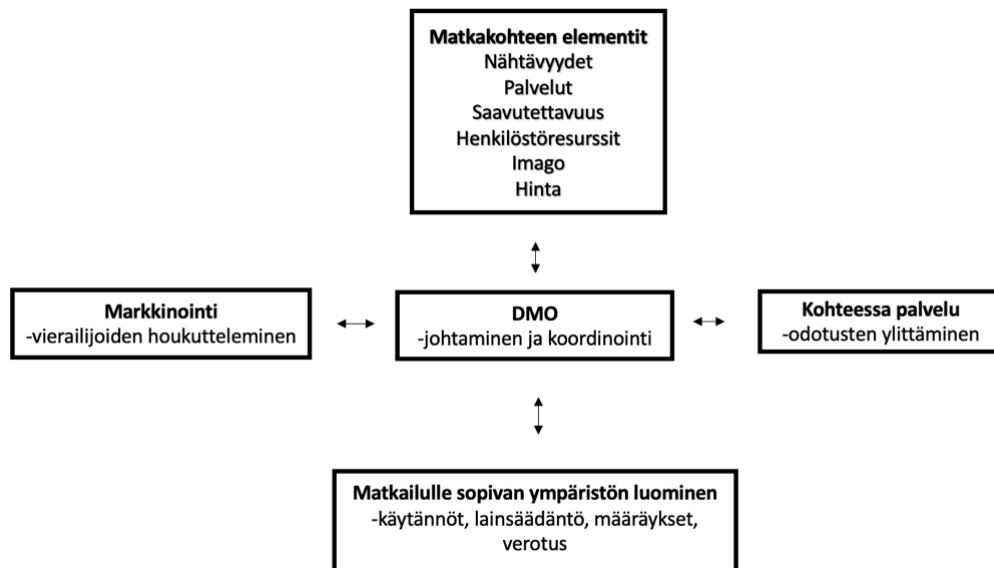 Matkakohteen elementit
Nähtävyydet
Palvelut
Saavutettavuus
Henkilöstöresurssit
Imago
Hinta
Markkinointi
-vierailijoiden houkutteleminen
DMO
-johtaminen ja koordinointi
Kohteessa palvelu
-odotusten ylittäminen
Matkailulle sopivan ympäristön luominen
-käytännöt, lainsäädäntö, määräykset,
verotus